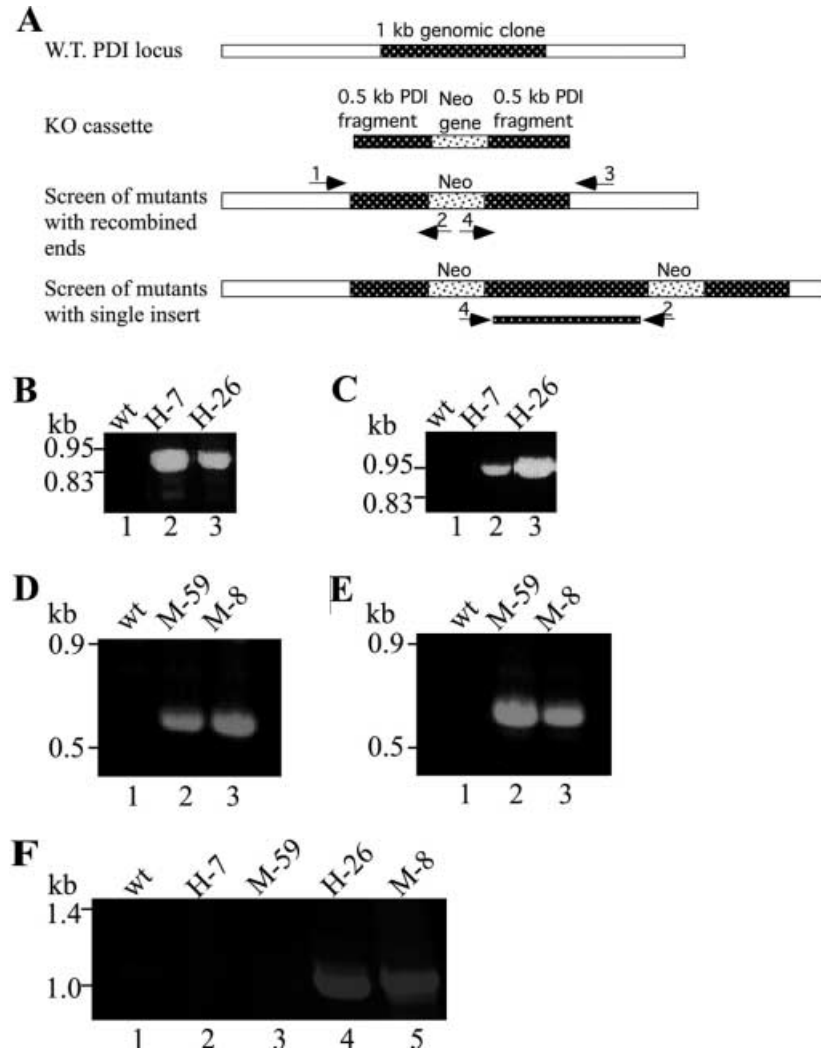 A
1 kb genomic clone
W.T. PDI locus
0.5 kb PDI fragment
Neo gene
0.5 kb PDI fragment
KO cassette
1
Neo
3
Screen of mutants with recombined ends
2 4
Neo
Neo
Screen of mutants with single insert
4
2
B
kb
wt H-7 H-26
0.95
0.83
1 2 3
C
kb
wt H-7 H-26
0.95
0.83
1 2 3
D
kb
wt M-59 M-8
0.9
0.5
1 2 3
E
kb
wt M-59 M-8
0.9
0.5
1 2 3
F
kb
wt H-7 M-59 H-26 M-8
1.4
1.0
1 2 3 4 5